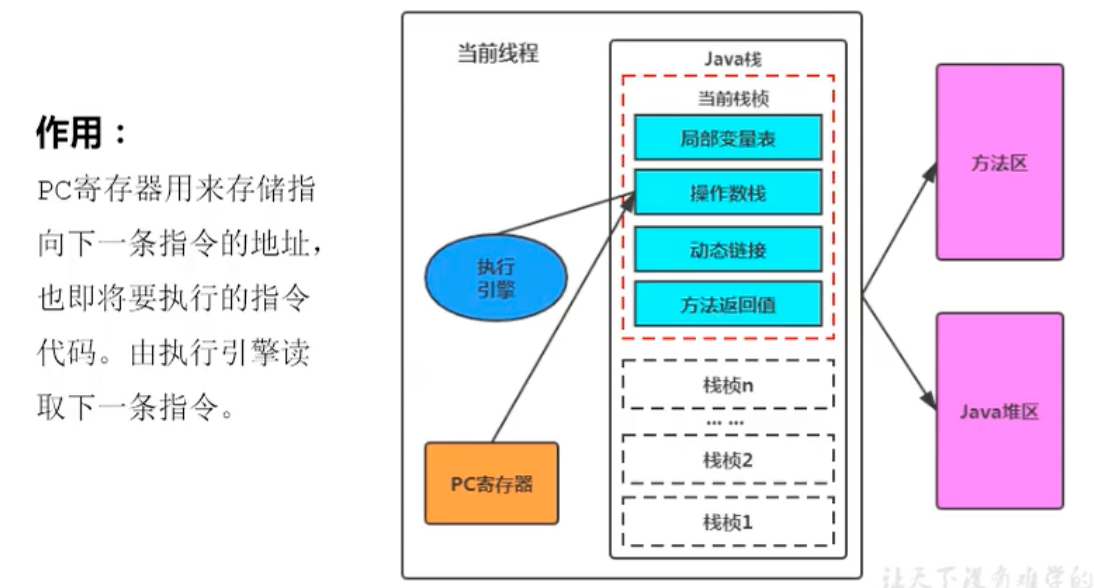 作用：
PC寄存器用来存储指
向下一条指令的地址，
也即将要执行的指令
代码。由执行引擎读
取下一条指令。
当前线程
Java栈
当前栈桢
局部变量表
操作数栈
动态链接
方法返回值
执行
引擎
栈桢n
... ...
栈桢2
栈桢1
PC寄存器
方法区
Java堆区
让天下没有难学的